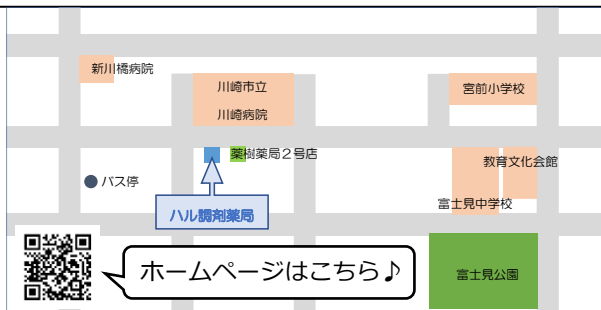 新川橋病院
川崎市立
川崎病院
宮前小学校
薬樹薬局２号店
教育文化会館
バス停
富士見中学校
ハル調剤薬局
ホームページはこちら♪
富士見公園